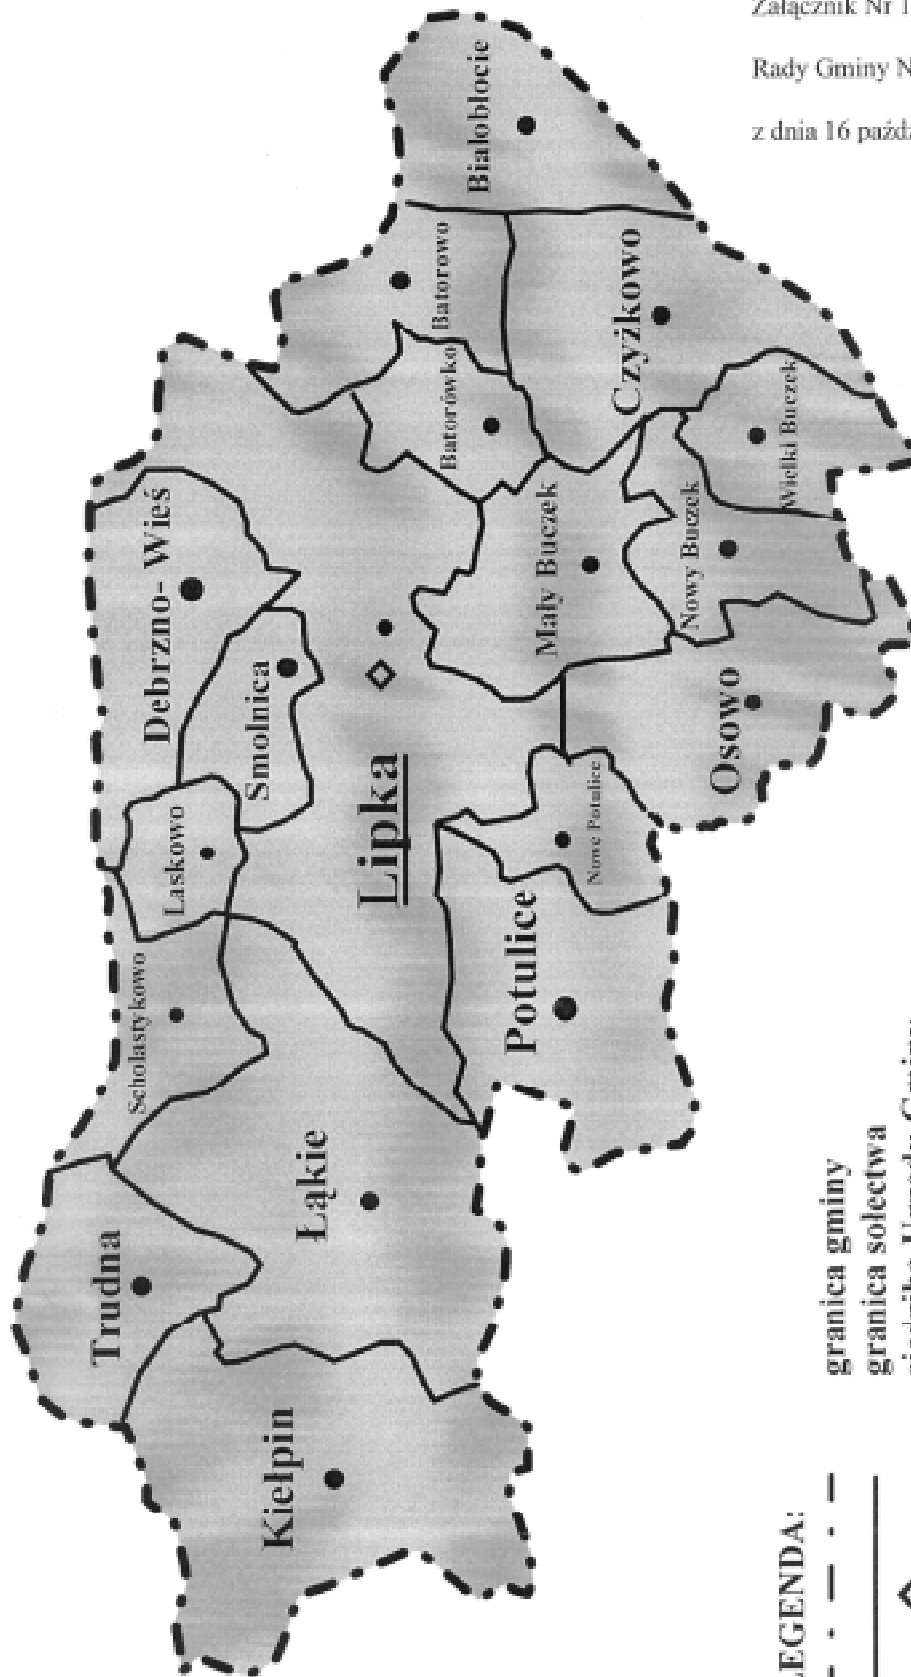 Załącznik Nr 1
Rady Gminy N
z dnia 16 paźdz
Białobłocie
Batorowo
Czyżkowo
Batorówko
Wielki Buczek
Debrzno- Wieś
Mały Buczek
Nowy Buczek
Smolnica
Osowo
Laskowo
Lipka
Nowe Potulice
Potulice
Scholastykowo
Łąkie
Trudna
Kiełpin
LEGENDA:
granica gminy
granica sołectwa